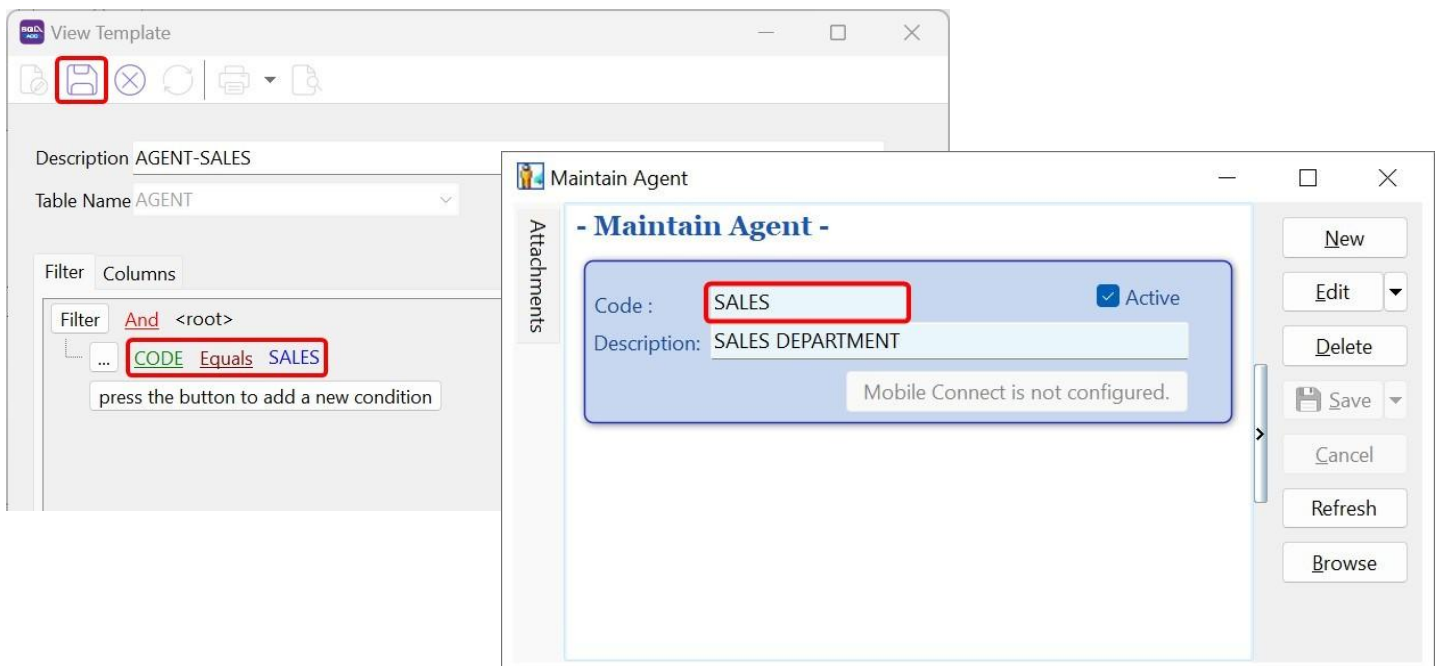 View Template
Description AGENT-SALES
Table Name AGENT
Filter Columns
Filter And <root>
... CODE Equals SALES
press the button to add a new condition
Maintain Agent
Attachments
- Maintain Agent -
Code : SALES Active
Description: SALES DEPARTMENT
Mobile Connect is not configured.
>
New
Edit
Delete
Save
Cancel
Refresh
Browse